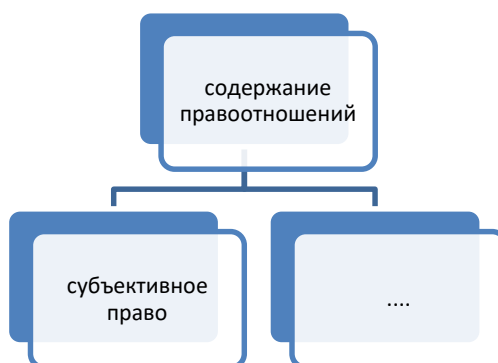 содержание
правоотношений
субъективное
право
....